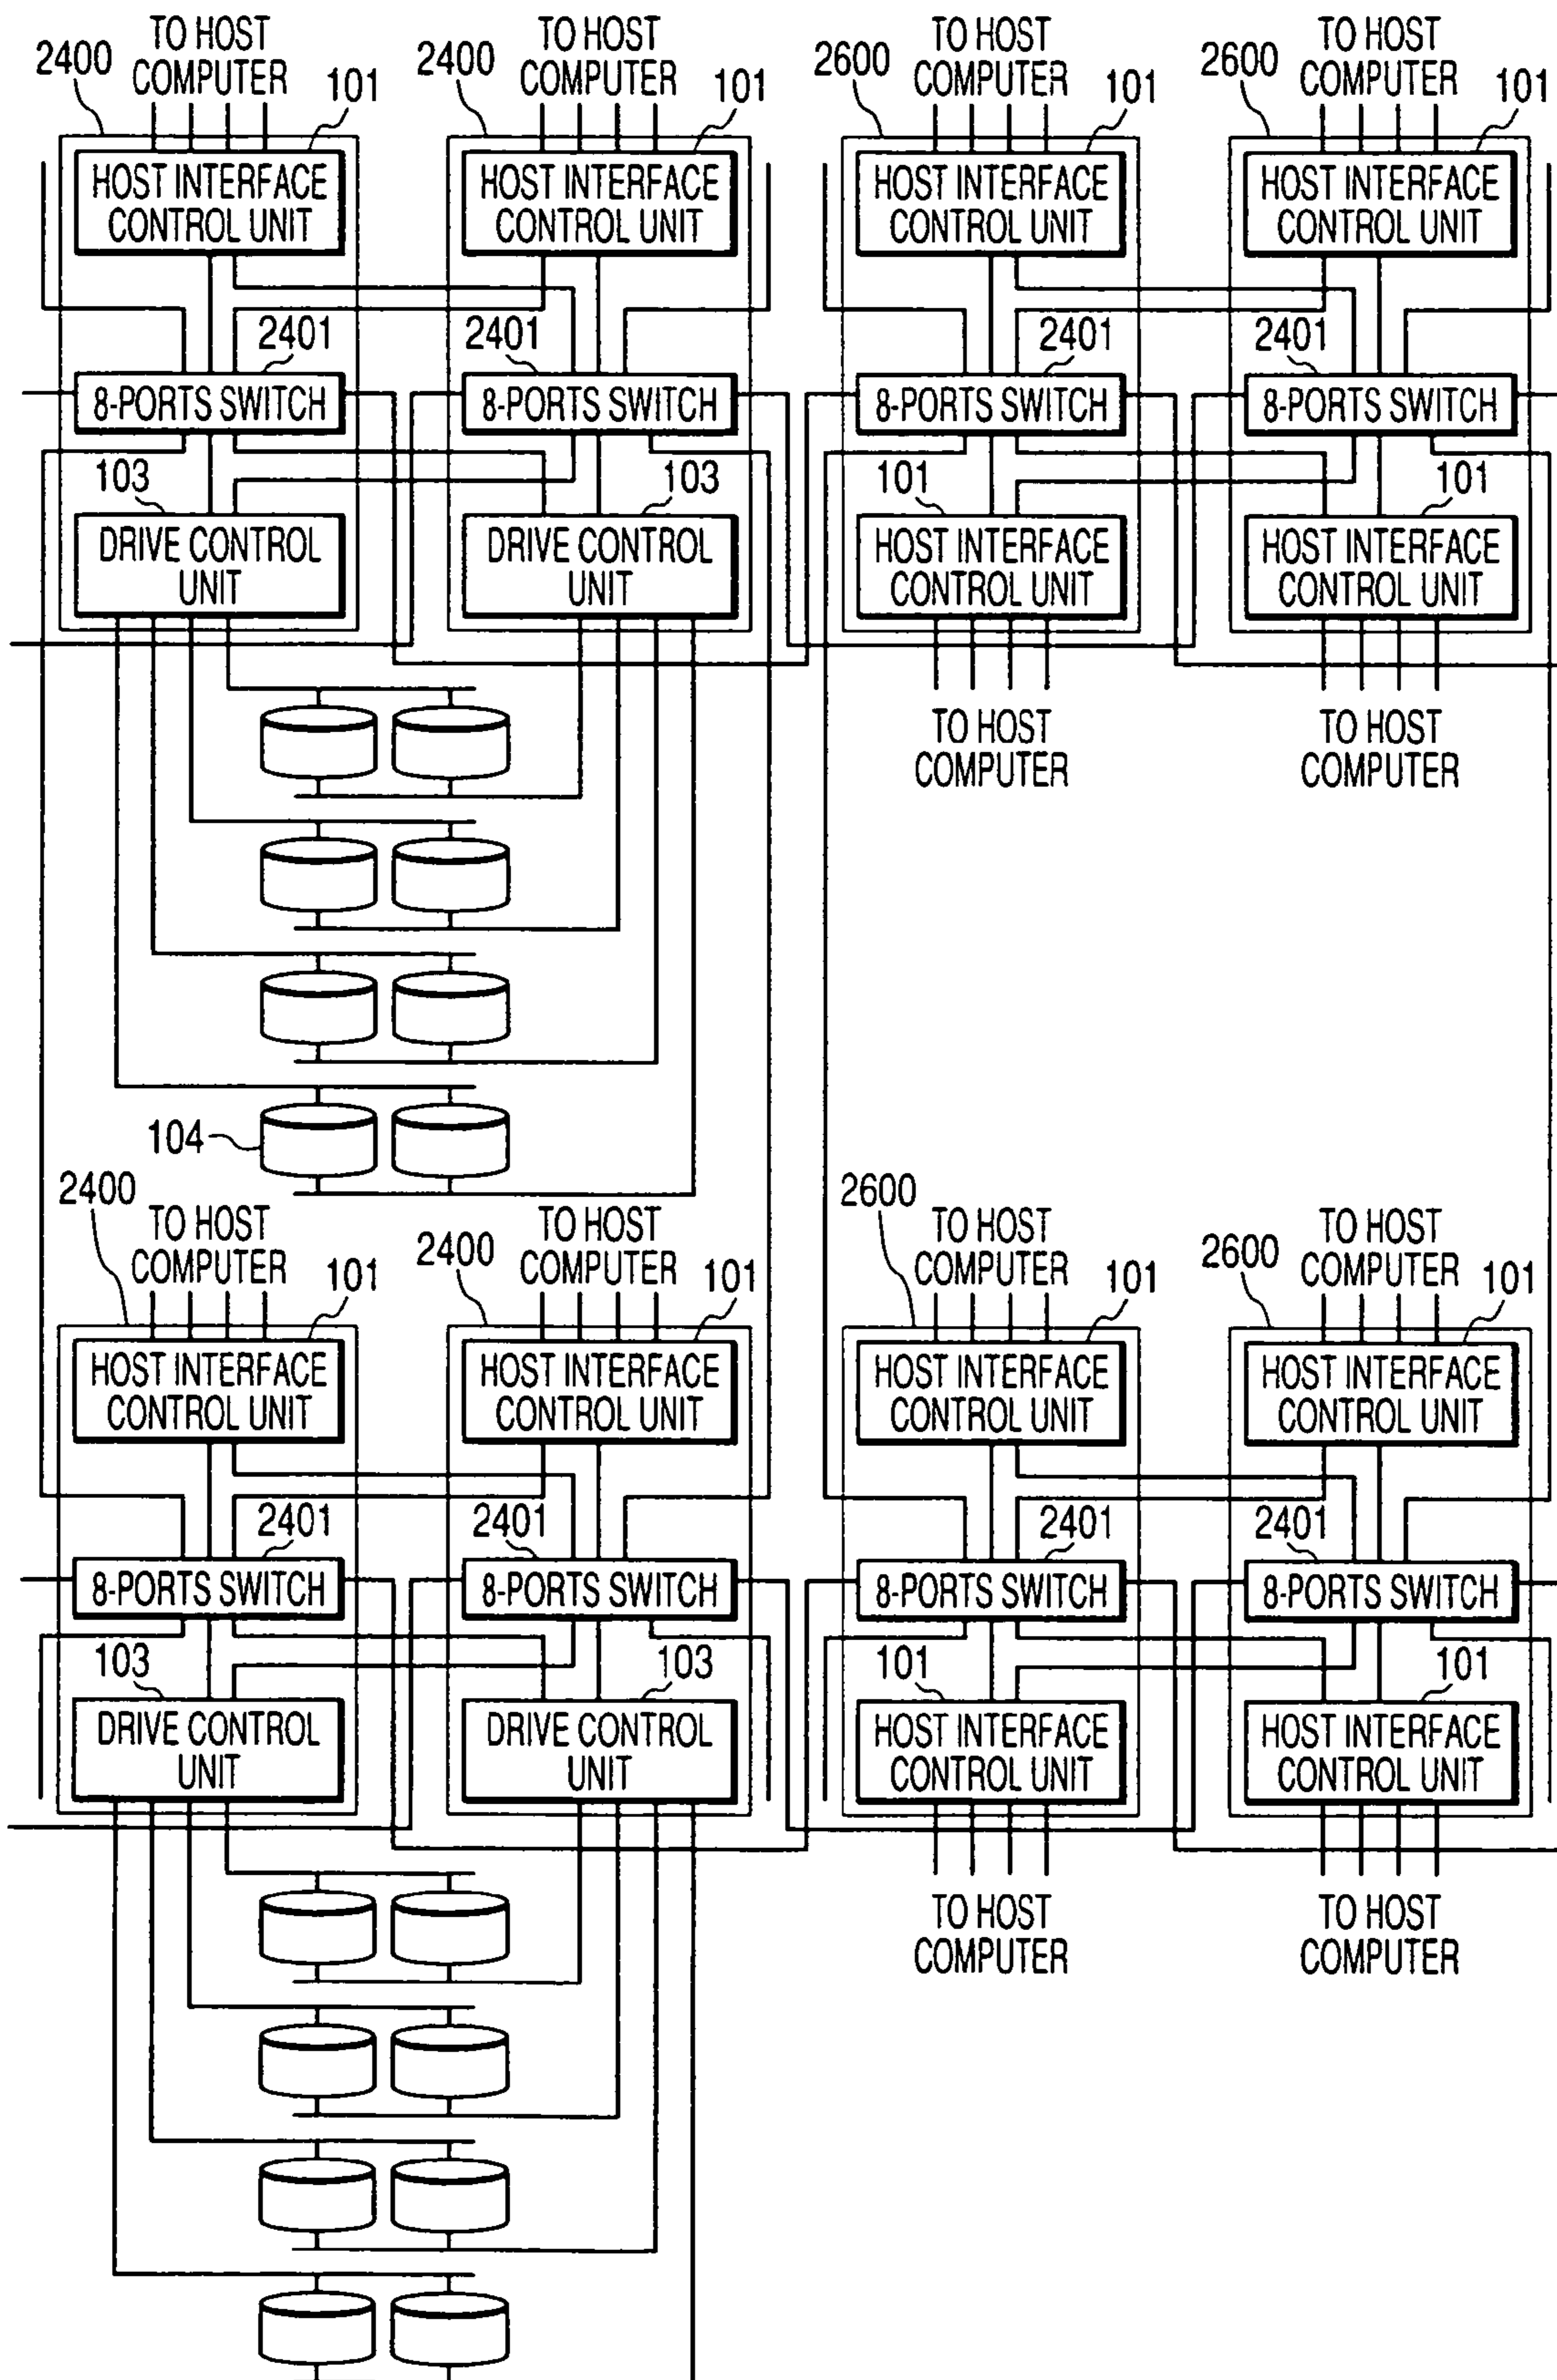 TO HOST
COMPUTER
2400
101
TO HOST
COMPUTER
2400
101
TO HOST
COMPUTER
2600
101
TO HOST
COMPUTER
2600
101
HOST INTERFACE
CONTROL UNIT
HOST INTERFACE
CONTROL UNIT
HOST INTERFACE
CONTROL UNIT
HOST INTERFACE
CONTROL UNIT
2401
2401
2401
2401
8-PORTS SWITCH
8-PORTS SWITCH
8-PORTS SWITCH
8-PORTS SWITCH
103
103
101
101
DRIVE CONTROL
UNIT
DRIVE CONTROL
UNIT
HOST INTERFACE
CONTROL UNIT
HOST INTERFACE
CONTROL UNIT
TO HOST
COMPUTER
TO HOST
COMPUTER
104
2400
TO HOST
COMPUTER
101
2400
TO HOST
COMPUTER
101
2600
TO HOST
COMPUTER
101
2600
TO HOST
COMPUTER
101
HOST INTERFACE
CONTROL UNIT
HOST INTERFACE
CONTROL UNIT
HOST INTERFACE
CONTROL UNIT
HOST INTERFACE
CONTROL UNIT
2401
2401
2401
2401
8-PORTS SWITCH
8-PORTS SWITCH
8-PORTS SWITCH
8-PORTS SWITCH
103
103
101
101
DRIVE CONTROL
UNIT
DRIVE CONTROL
UNIT
HOST INTERFACE
CONTROL UNIT
HOST INTERFACE
CONTROL UNIT
TO HOST
COMPUTER
TO HOST
COMPUTER